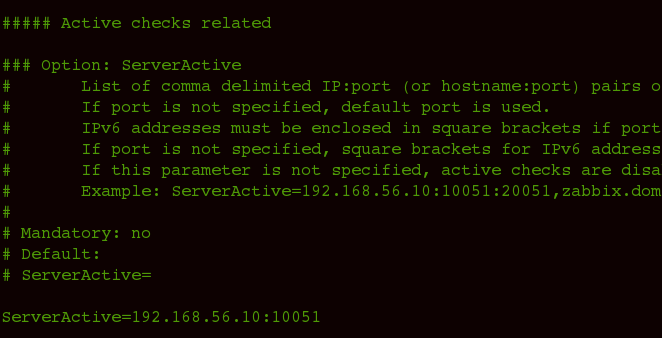 ##### Active checks related
### Option: ServerActive
#       List of comma delimited IP:port (or hostname:port) pairs o
#       If port is not specified, default port is used.
#       IPv6 addresses must be enclosed in square brackets if port
#       If port is not specified, square brackets for IPv6 address
#       If this parameter is not specified, active checks are disa
#       Example: ServerActive=192.168.56.10:10051:20051,zabbix.dom
#
# Mandatory: no
# Default:
# ServerActive=
ServerActive=192.168.56.10:10051